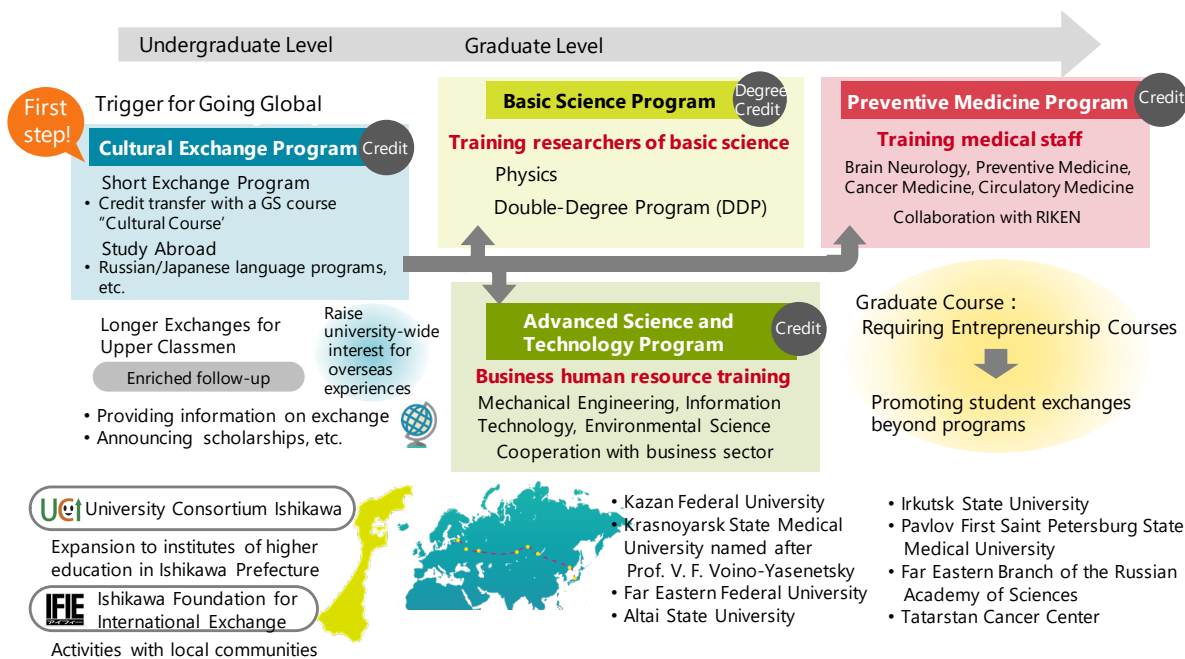 Undergraduate Level
Graduate Level
First
step!
Trigger for Going Global
Cultural Exchange Program
Credit
Short Exchange Program
• Credit transfer with a GS course
"Cultural Course'
Study Abroad
• Russian/Japanese language programs,
etc.
Basic Science Program
Degree
Credit
Training researchers of basic science
Physics
Double-Degree Program (DDP)
Preventive Medicine Program
Credit
Training medical staff
Brain Neurology, Preventive Medicine,
Cancer Medicine, Circulatory Medicine
Collaboration with RIKEN
Longer Exchanges for
Upper Classmen
Enriched follow-up
Raise
university-wide
interest for
overseas
experiences
• Providing information on exchange
• Announcing scholarships, etc.
Advanced Science and
Technology Program
Credit
Business human resource training
Mechanical Engineering, Information
Technology, Environmental Science
Cooperation with business sector
Graduate Course：
Requiring Entrepreneurship Courses
Promoting student exchanges
beyond programs
UCI University Consortium Ishikawa
Expansion to institutes of higher
education in Ishikawa Prefecture
IFIE
アイフィー
Ishikawa Foundation for
International Exchange
Activities with local communities
• Kazan Federal University
• Krasnoyarsk State Medical
University named after
Prof. V. F. Voino-Yasenetsky
• Far Eastern Federal University
• Altai State University
• Irkutsk State University
• Pavlov First Saint Petersburg State
Medical University
• Far Eastern Branch of the Russian
Academy of Sciences
• Tatarstan Cancer Center